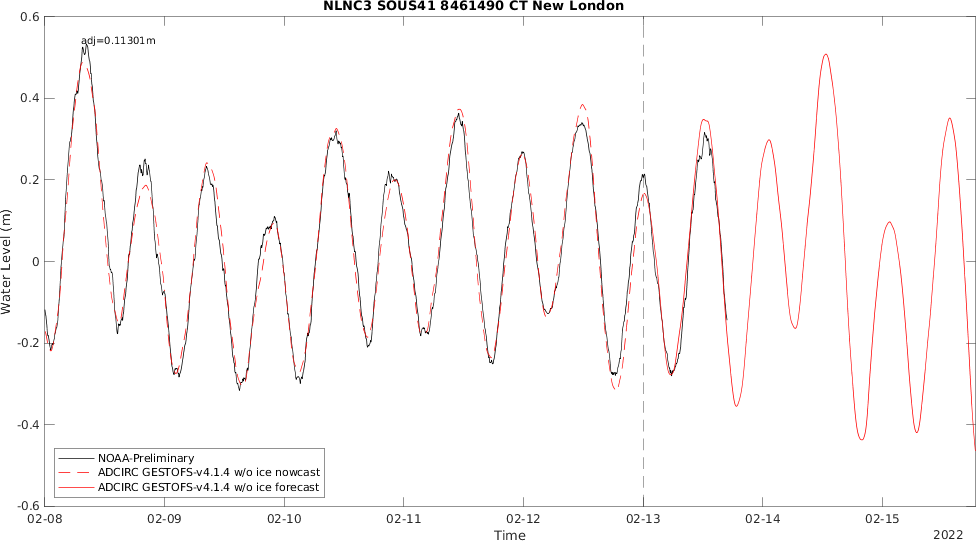 NLNC3 SOUS41 8461490 CT New London
adj=0.11301m
0.6
0.4
0.2
0
-0.2
-0.4
-0.6
Water Level (m)
NOAA-Preliminary
ADCIRC GESTOFS-v4.1.4 w/o ice nowcast
ADCIRC GESTOFS-v4.1.4 w/o ice forecast
02-08 02-09 02-10 02-11 02-12 02-13 02-14 02-15
Time
2022